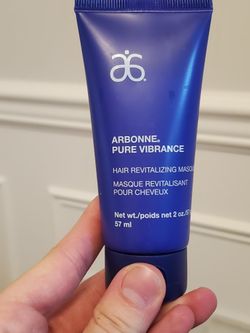 ARBONNE®
PURE VIBRANCE
HAIR REVITALIZING
MASQUE REVITALISANT
POUR CHEVEUX
Net wt./poids net 2 oz.
57 ml